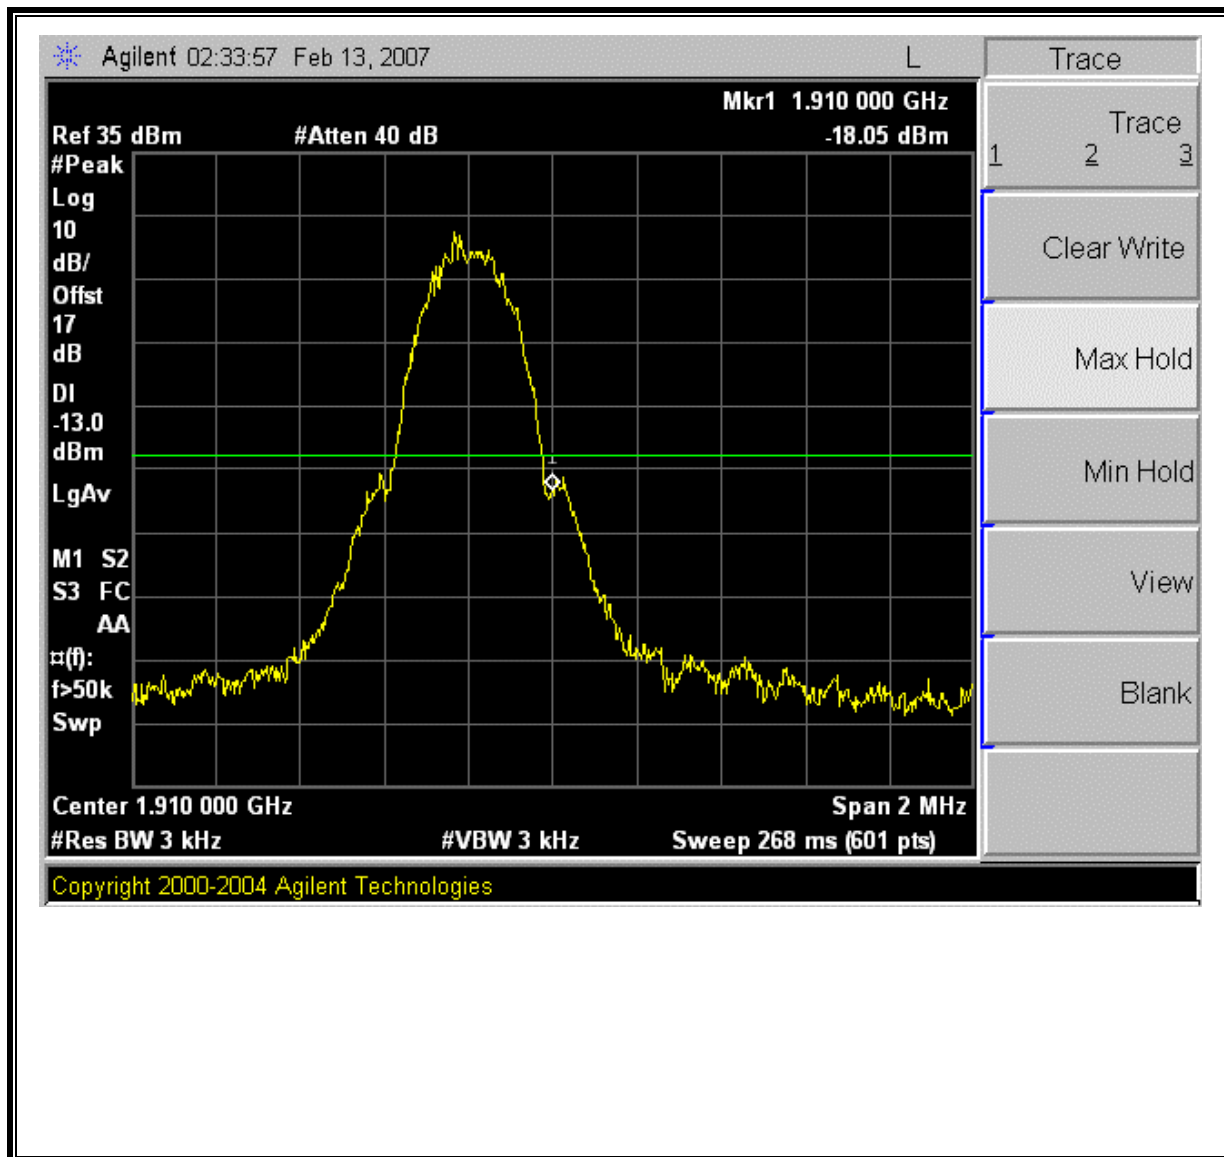 Agilent 02:33:57 Feb 13, 2007 L
Mkr1 1.910 000 GHz
Ref 35 dBm #Atten 40 dB -18.05 dBm
#Peak
Log
10
dB/
Offst
17
dB
DI
-13.0
dBm
LgAv
M1 S2
S3 FC
AA
¤(f):
f>50k
Swp
1
Center 1.910 000 GHz Span 2 MHz
#Res BW 3 kHz #VBW 3 kHz Sweep 268 ms (601 pts)
Copyright 2000-2004 Agilent Technologies
Trace
Trace
1 2 3
Clear Write
Max Hold
Min Hold
View
Blank